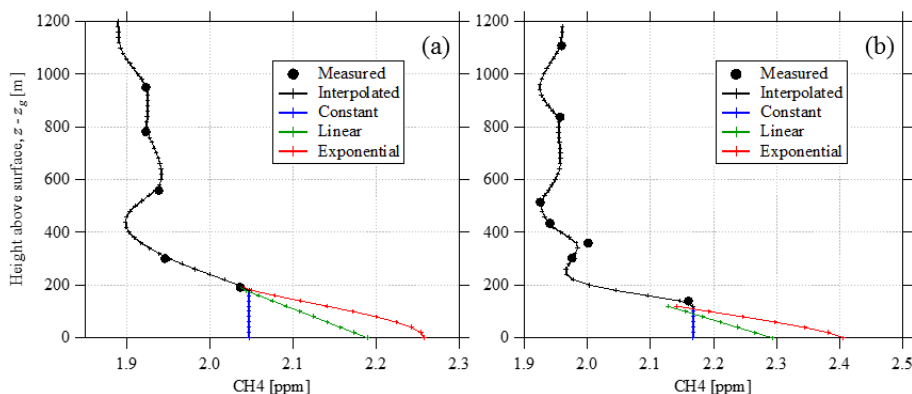 (a)
Measured
Interpolated
Constant
Linear
Exponential
1200
1000
800
600
400
200
0
Height above surface, z - zg [m]
1.9 2.0 2.1 2.2 2.3
CH4 [ppm]
(b)
Measured
Interpolated
Constant
Linear
Exponential
1200
1000
800
600
400
200
0
1.9 2.0 2.1 2.2 2.3 2.4 2.5
CH4 [ppm]